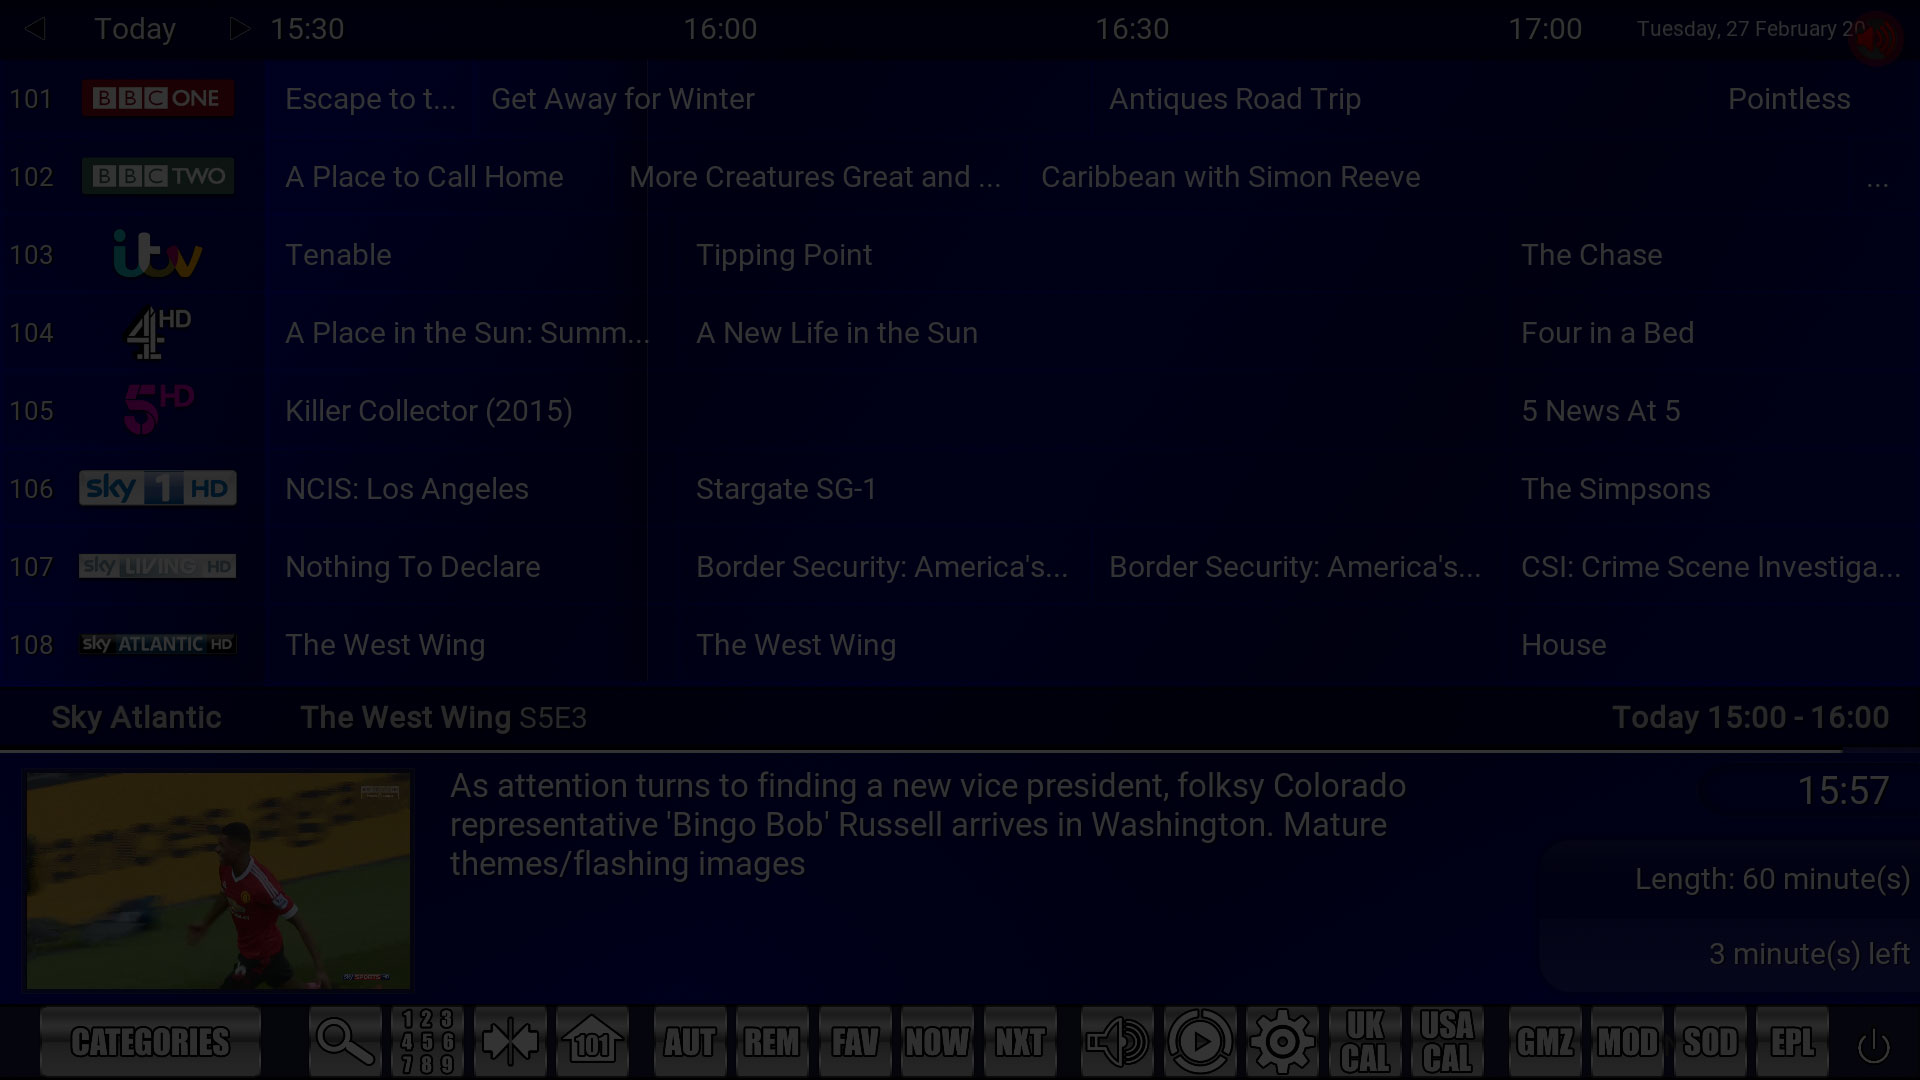 Today 15:30 16:00 16:30 17:00 Tuesday, 27 February 20
101 BBC ONE Escape to t... Get Away for Winter Antiques Road Trip Pointless
102 BBC TWO A Place to Call Home More Creatures Great and ... Caribbean with Simon Reeve ...
103 itv Tenable Tipping Point The Chase
104 4HD A Place in the Sun: Summ... A New Life in the Sun Four in a Bed
105 5HD Killer Collector (2015) 5 News At 5
106 sky 1 HD NCIS: Los Angeles Stargate SG-1 The Simpsons
107 sky LIVING HD Nothing To Declare Border Security: America's... Border Security: America's... CSI: Crime Scene Investiga...
108 sky ATLANTIC HD The West Wing The West Wing House
Sky Atlantic The West Wing S5E3 Today 15:00 - 16:00
As attention turns to finding a new vice president, folksy Colorado
representative 'Bingo Bob' Russell arrives in Washington. Mature
themes/flashing images
15:57
Length: 60 minute(s)
3 minute(s) left
SKY SPORTS
CATEGORIES 1 2 3 4 5 6 7 8 9 101 AUT REM FAV NOW NXT UK CAL USA CAL GMZ MOD SOD EPL